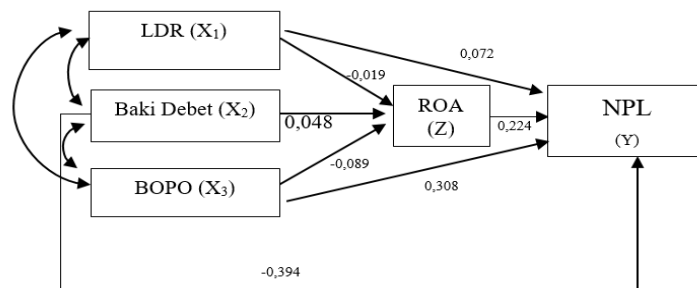 LDR (X₁)
0,072
-0,019
Baki Debet (X₂)
0,048
ROA
(Z)
0,224
NPL
(Y)
-0,089
BOPO (X₃)
0,308
-0,394